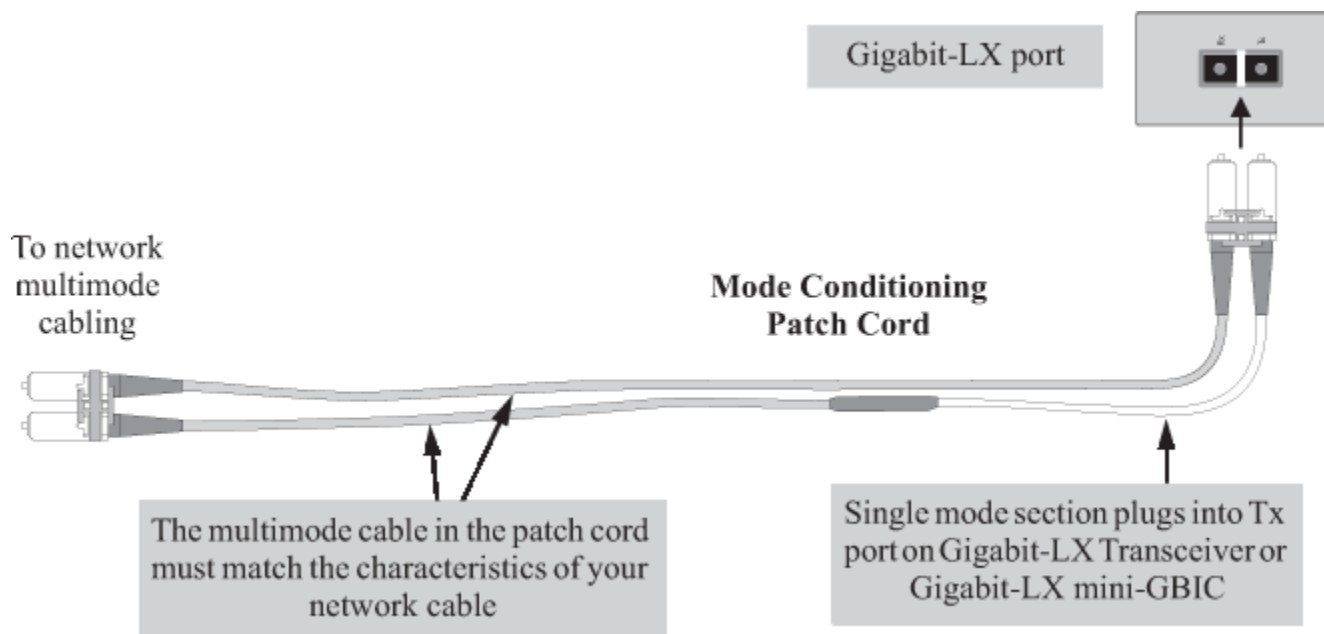 Gigabit-LX port
To network
multimode
cabling
Mode Conditioning
Patch Cord
The multimode cable in the patch cord
must match the characteristics of your
network cable
Single mode section plugs into Tx
port on Gigabit-LX Transceiver or
Gigabit-LX mini-GBIC